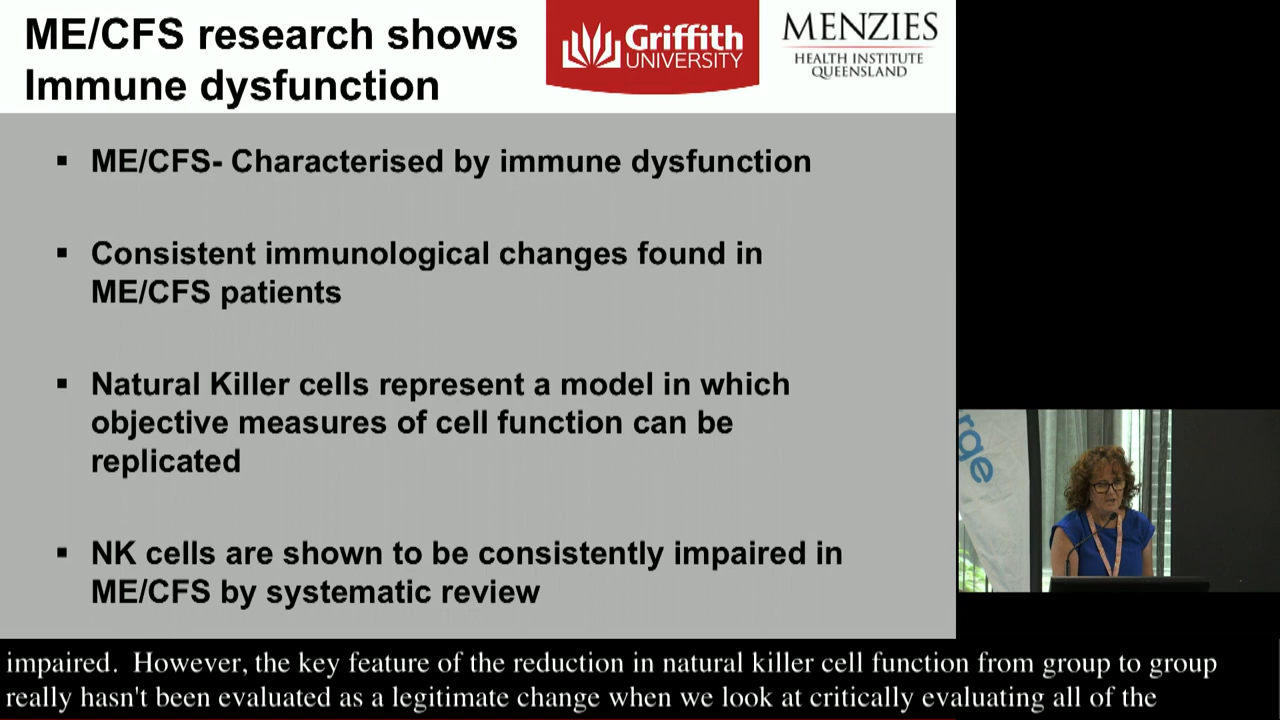 ME/CFS research shows
Immune dysfunction
Griffith
UNIVERSITY
MENZIES
HEALTH INSTITUTE
QUEENSLAND
▪ ME/CFS- Characterised by immune dysfunction
▪ Consistent immunological changes found in
ME/CFS patients
▪ Natural Killer cells represent a model in which
objective measures of cell function can be
replicated
▪ NK cells are shown to be consistently impaired in
ME/CFS by systematic review
rge
impaired.  However, the key feature of the reduction in natural killer cell function from group to group
really hasn't been evaluated as a legitimate change when we look at critically evaluating all of the